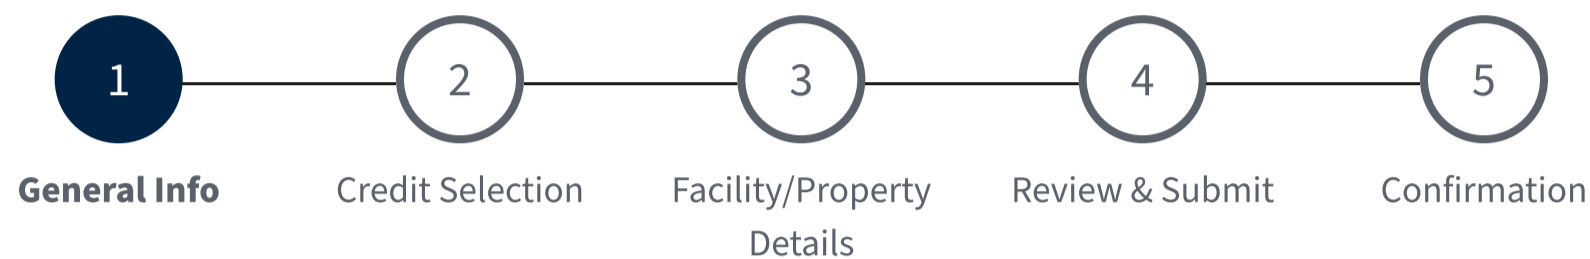 1
2
3
4
5
General Info
Credit Selection
Facility/Property
Details
Review & Submit
Confirmation